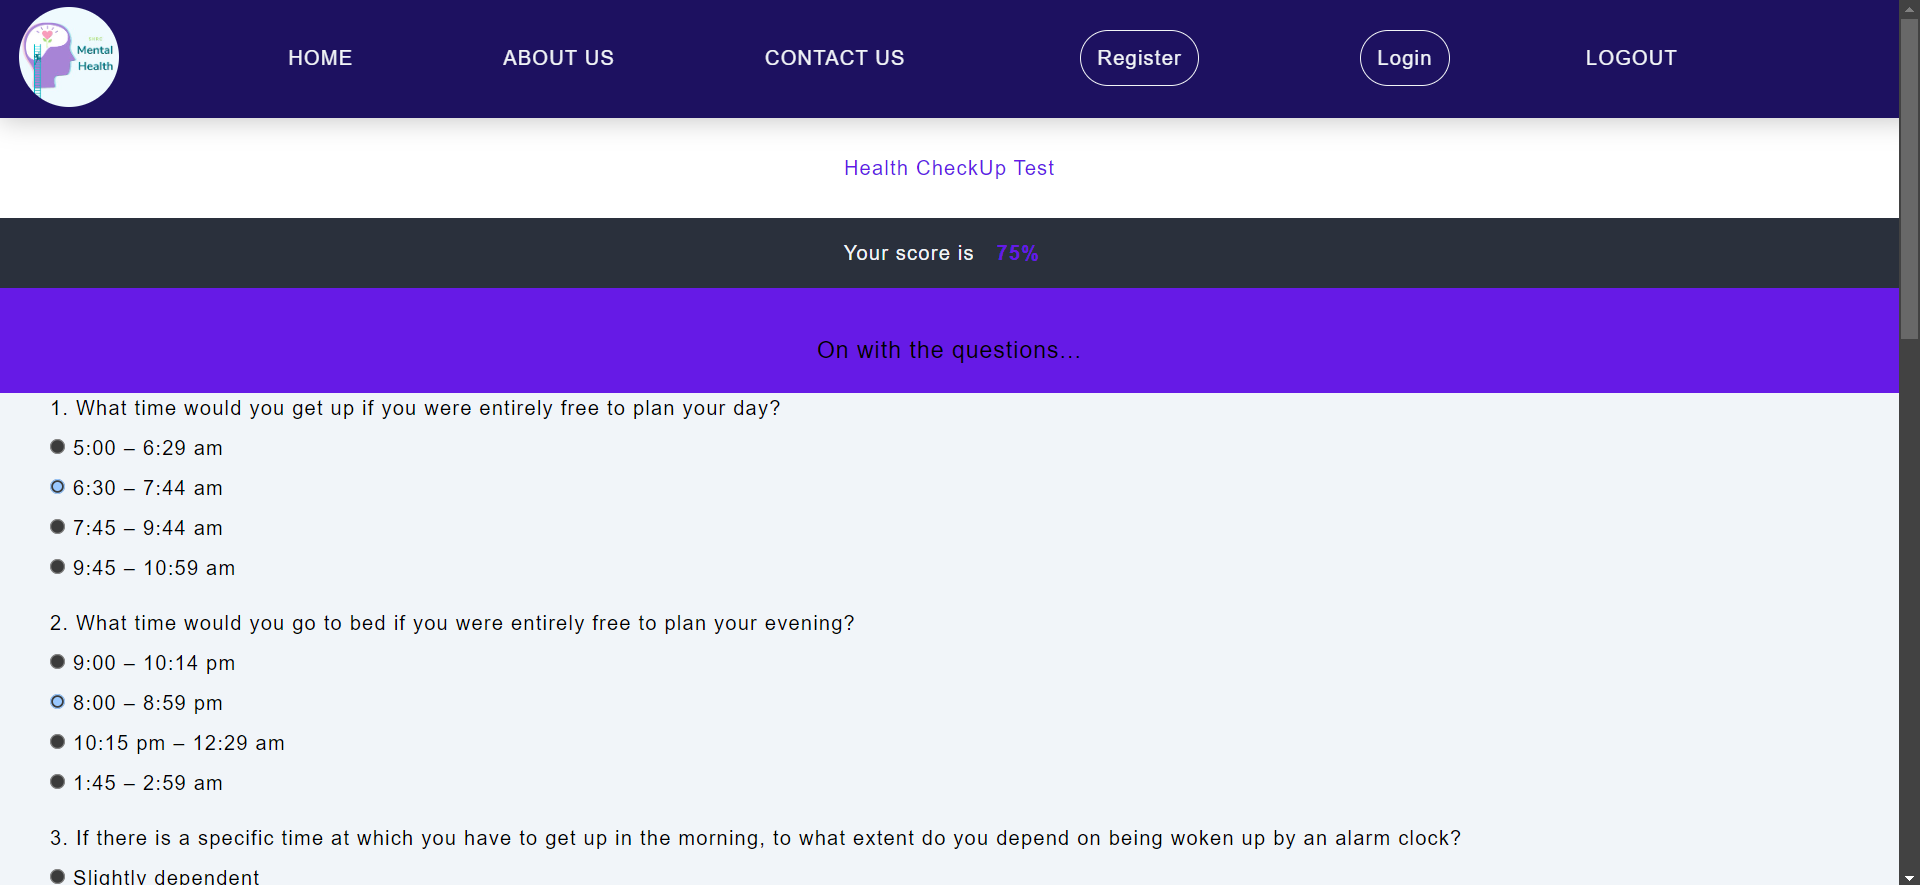 Mental
Health
HOME
ABOUT US
CONTACT US
Register
Login
LOGOUT
Health CheckUp Test
Your score is 75%
On with the questions...
1. What time would you get up if you were entirely free to plan your day?
5:00 – 6:29 am
6:30 – 7:44 am
7:45 – 9:44 am
9:45 – 10:59 am
2. What time would you go to bed if you were entirely free to plan your evening?
9:00 – 10:14 pm
8:00 – 8:59 pm
10:15 pm – 12:29 am
1:45 – 2:59 am
3. If there is a specific time at which you have to get up in the morning, to what extent do you depend on being woken up by an alarm clock?
Slightly dependent